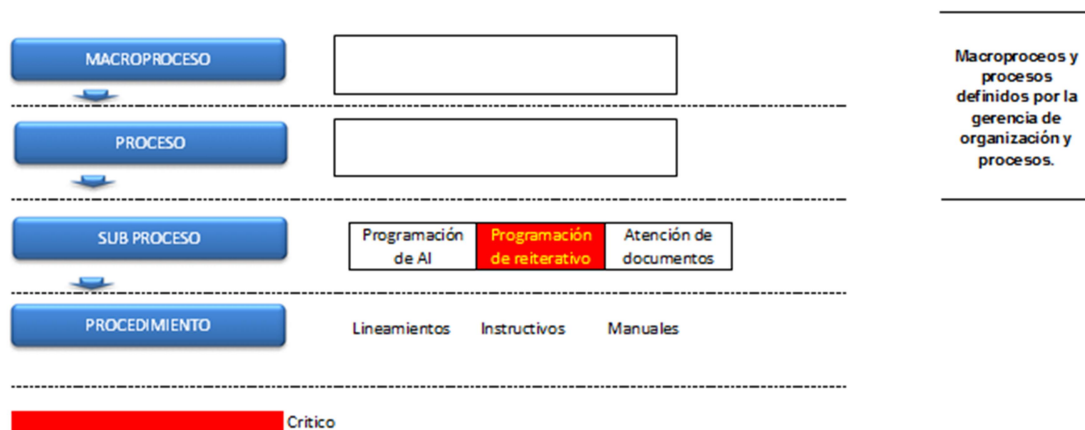 MACROPROCESO
Macroproceos y
procesos
definidos por la
gerencia de
organización y
procesos.
PROCESO
SUB PROCESO
Programación
de AI
Programación
de reiterativo
Atención de
documentos
PROCEDIMIENTO
Lineamientos
Instructivos
Manuales
Critico